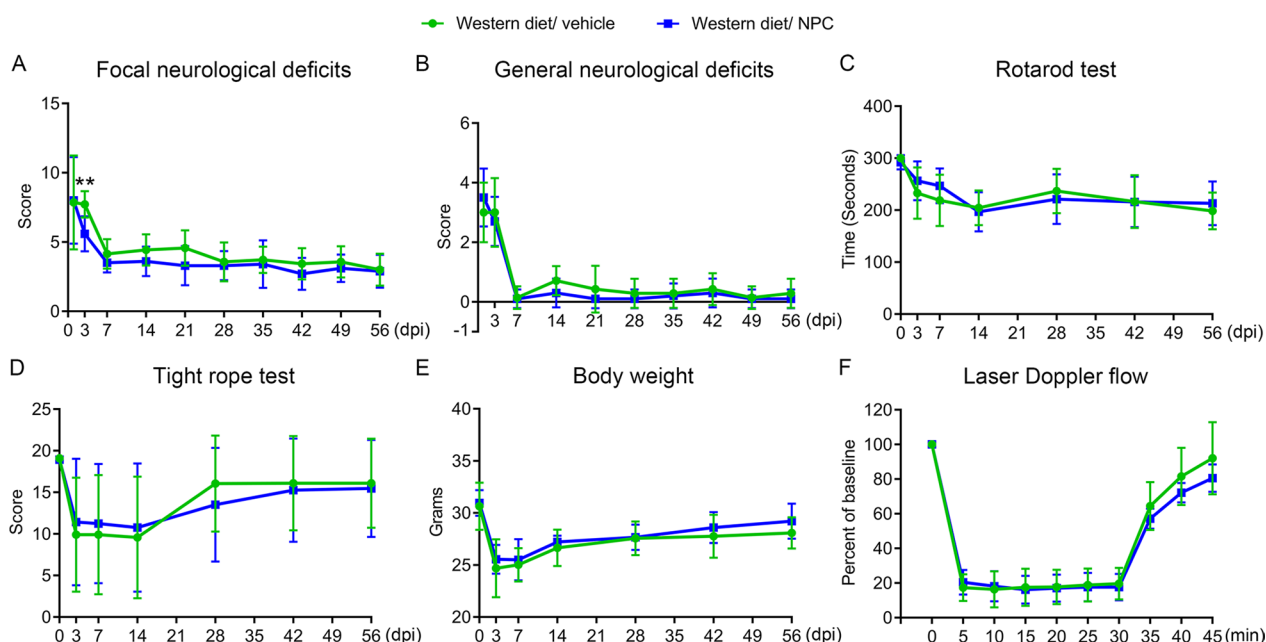 Western diet/ vehicle Western diet/ NPC
A Focal neurological deficits
Score
15
10
5
0
**
0 3 7 14 21 28 35 42 49 56 (dpi)
B General neurological deficits
Score
6
4
2
0
-1
3 7 14 21 28 35 42 49 56 (dpi)
C Rotarod test
Time (Seconds)
400
300
200
100
0
0 3 7 14 21 28 35 42 56 (dpi)
D Tight rope test
Score
25
20
15
10
5
0
0 3 7 14 21 28 42 56 (dpi)
E Body weight
Grams
40
35
30
25
20
0 3 7 14 21 28 42 56 (dpi)
F Laser Doppler flow
Percent of baseline
120
100
80
60
40
20
0
0 5 10 15 20 25 30 35 40 45 (min)